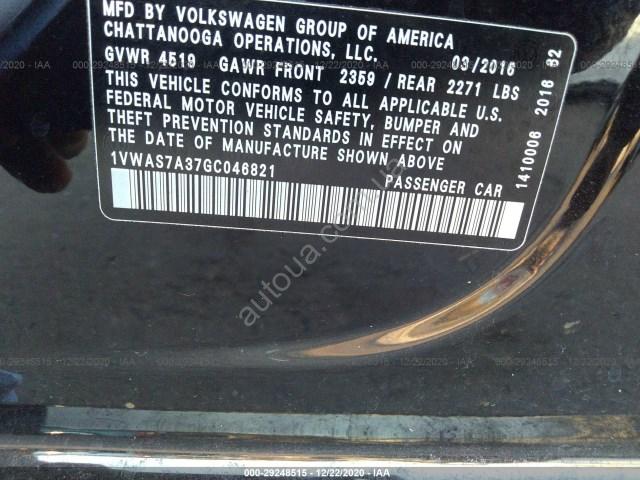 MFD BY VOLKSWAGEN GROUP OF AMERICA
CHATTANOOGA OPERATIONS, LLC. 03/2016
GVWR 4519 GAWR FRONT 2359 / REAR 2271 LBS
THIS VEHICLE CONFORMS TO ALL APPLICABLE U.S.
FEDERAL MOTOR VEHICLE SAFETY, BUMPER AND
THEFT PREVENTION STANDARDS IN EFFECT ON
THE DATE OF MANUFACTURE SHOWN ABOVE
1VWAS7A37GC046821 PASSENGER CAR
1410006 2016 82
autoua.com
000-29248515 - 12/22/2020 - IAA